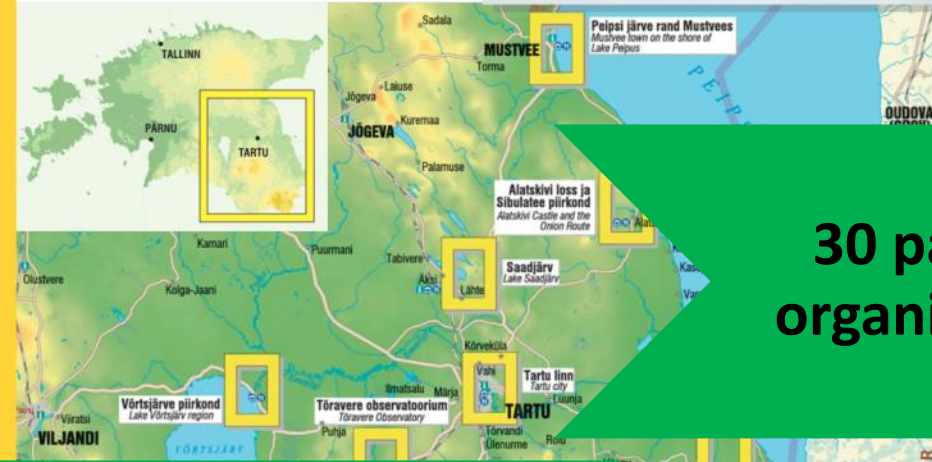 TALLINN
PÄRNU
TARTU
Sadala
MUSTVEE
Torma
Peipsi järve rand Mustvees
Mustvee town on the shore of
Lake Peipus
Laiuse
Jõgeva
Kuremaa
JÕGEVA
Palamuse
Alatskivi loss ja
Sibulatee piirkond
Alatskivi Castle and the
Onion Route
OUDOVA
30 pa
organi
Kamari
Puurmani
Tabivere
Saadjärv
Lake Saadjärv
Äksi
Lähte
Olustvere
Kolga-Jaani
Kõrveküla
Vahi
Tartu linn
Tartu city
Ilmatsalu
Märja
Luunja
Võrtsjärve piirkond
Lake Võrtsjärv region
Tõravere observatoorium
Tõravere Observatory
TARTU
Viiratsi
VILJANDI
VÕRTSJÄRV
Puhja
Tõrvandi
Ülenurme